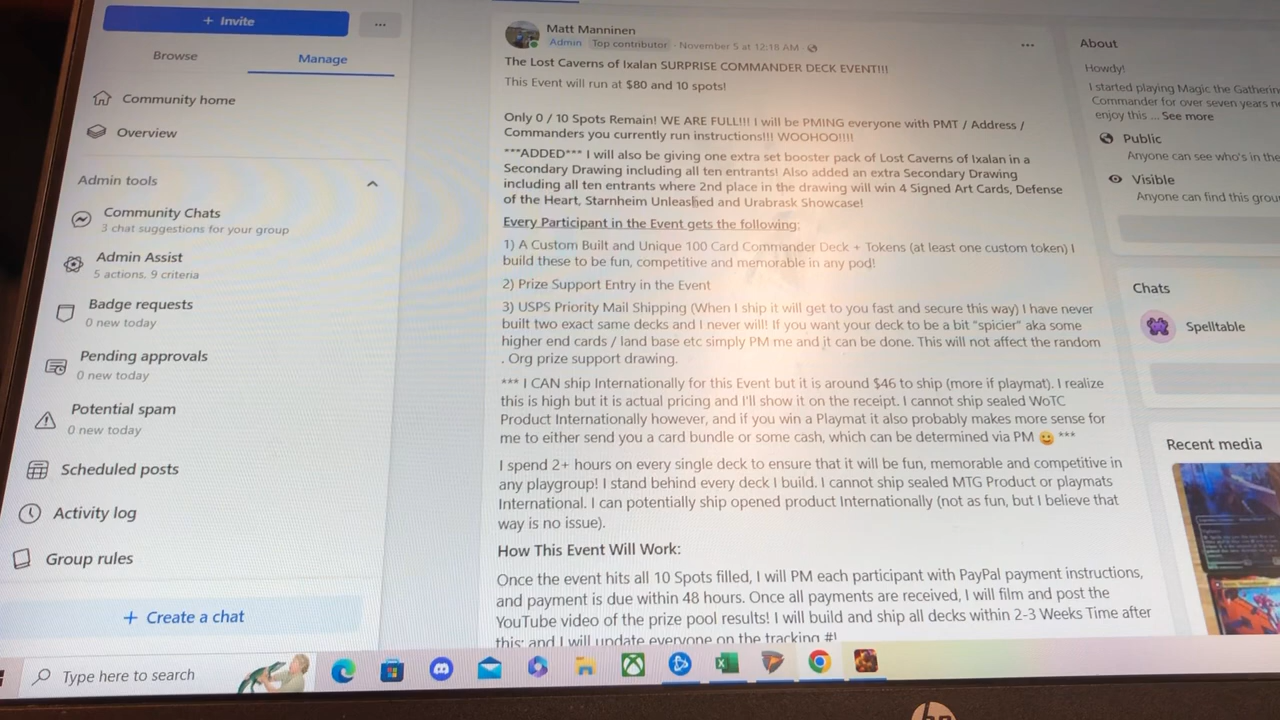 + Invite
...
Browse
Manage
Community home
Overview
Admin tools
Community Chats
3 chat suggestions for your group
Admin Assist
5 actions, 9 criteria
Badge requests
0 new today
Pending approvals
0 new today
Potential spam
0 new today
Scheduled posts
Activity log
Group rules
+ Create a chat
Matt Manninen
Admin Top contributor · November 5 at 12:18 AM ·
...
The Lost Caverns of Ixalan SURPRISE COMMANDER DECK EVENT!!!
This Event will run at $80 and 10 spots!
Only 0 / 10 Spots Remain! WE ARE FULL!!! I will be PMING everyone with PMT / Address /
Commanders you currently run instructions!!! WOOHOO!!!!
***ADDED*** I will also be giving one extra set booster pack of Lost Caverns of Ixalan in a
Secondary Drawing including all ten entrants! Also added an extra Secondary Drawing
including all ten entrants where 2nd place in the drawing will win 4 Signed Art Cards, Defense
of the Heart, Starnheim Unleashed and Urabrask Showcase!
Every Participant in the Event gets the following:
1) A Custom Built and Unique 100 Card Commander Deck + Tokens (at least one custom token) I
build these to be fun, competitive and memorable in any pod!
2) Prize Support Entry in the Event
3) USPS Priority Mail Shipping (When I ship it will get to you fast and secure this way) I have never
built two exact same decks and I never will! If you want your deck to be a bit "spicier" aka some
higher end cards / land base etc simply PM me and it can be done. This will not affect the random
. Org prize support drawing.
*** I CAN ship Internationally for this Event but it is around $46 to ship (more if playmat). I realize
this is high but it is actual pricing and I'll show it on the receipt. I cannot ship sealed WoTC
Product Internationally however, and if you win a Playmat it also probably makes more sense for
me to either send you a card bundle or some cash, which can be determined via PM 😀 ***
I spend 2+ hours on every single deck to ensure that it will be fun, memorable and competitive in
any playgroup! I stand behind every deck I build. I cannot ship sealed MTG Product or playmats
International. I can potentially ship opened product Internationally (not as fun, but I believe that
way is no issue).
How This Event Will Work:
Once the event hits all 10 Spots filled, I will PM each participant with PayPal payment instructions,
and payment is due within 48 hours. Once all payments are received, I will film and post the
YouTube video of the prize pool results! I will build and ship all decks within 2-3 Weeks Time after
this; and I will update everyone on the tracking #!
About
Howdy!
I started playing Magic the Gatherin
Commander for over seven years n
enjoy this ... See more
Public
Anyone can see who's in the
Visible
Anyone can find this grou
Chats
Spelltable
Recent media
Type here to search
hp